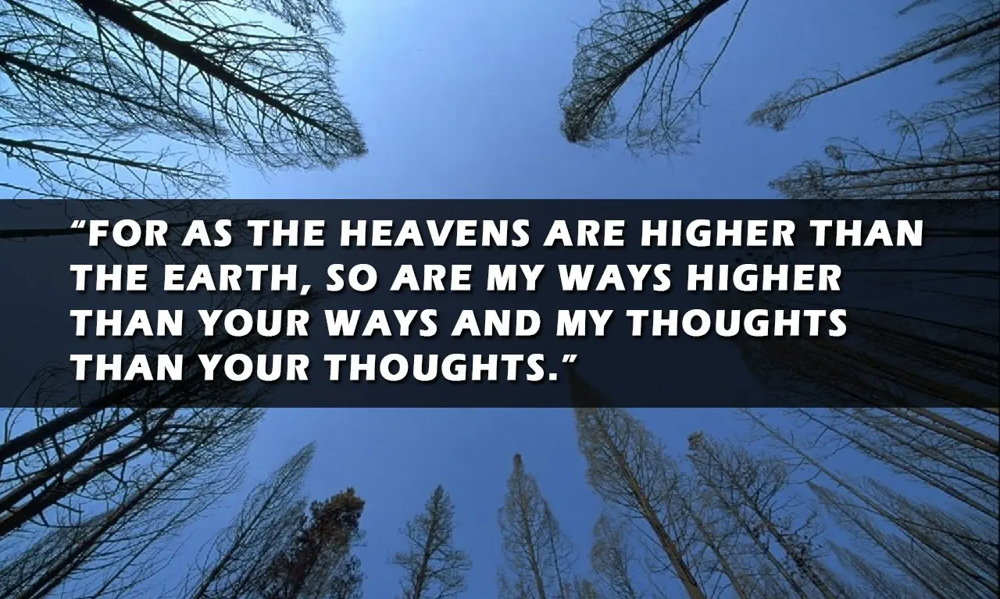 “FOR AS THE HEAVENS ARE HIGHER THAN
THE EARTH, SO ARE MY WAYS HIGHER
THAN YOUR WAYS AND MY THOUGHTS
THAN YOUR THOUGHTS.”